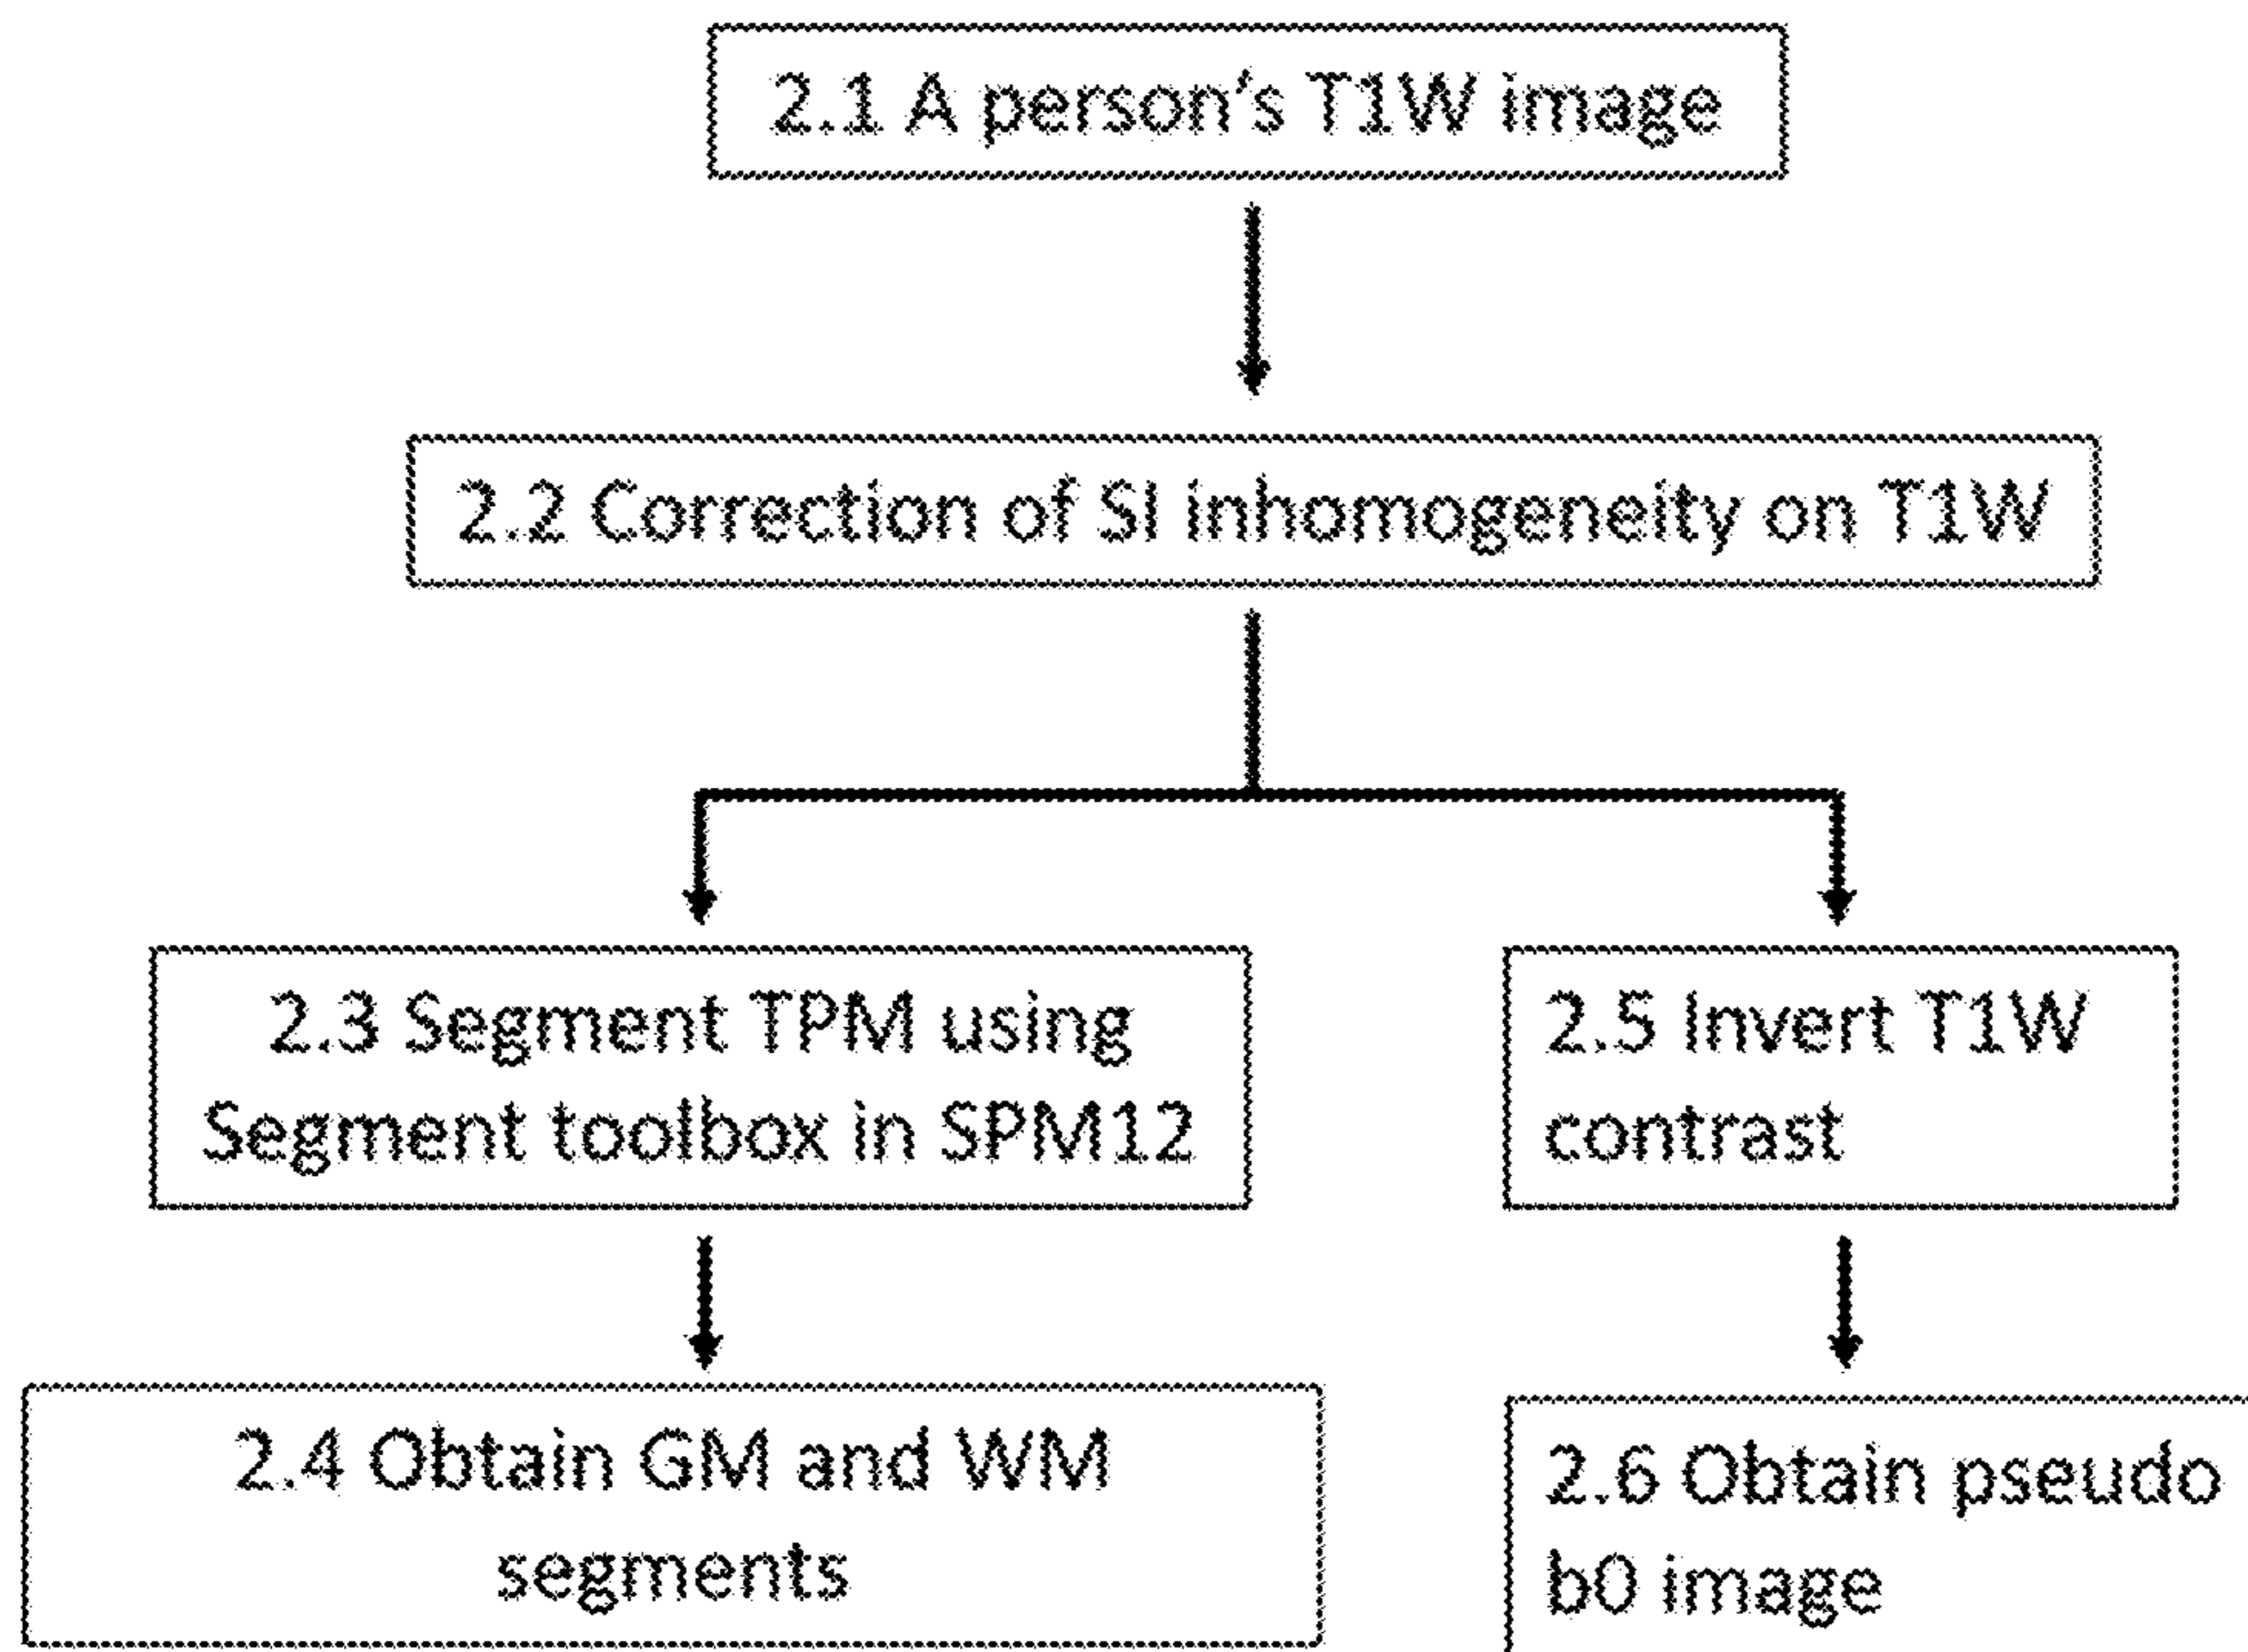 2.1 A person's T1W image
2.2 Correction of SI inhomogeneity on T1W
2.3 Segment TPM using
Segment toolbox in SPM12
2.5 Invert T1W
contrast
2.4 Obtain GM and WM
segments
2.6 Obtain pseudo
b0 image